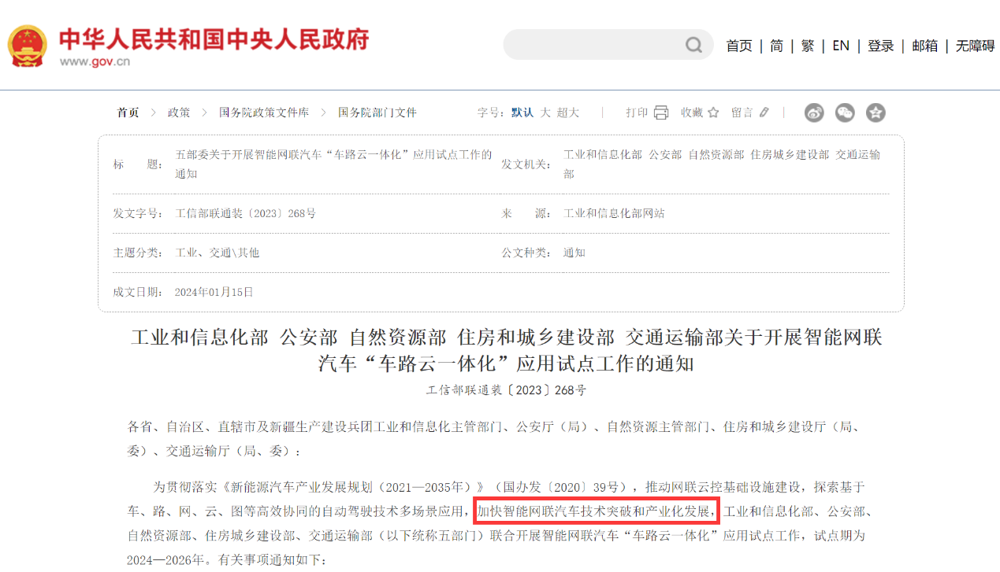 中华人民共和国中央人民政府
www.gov.cn
首页 | 简 | 繁 | EN | 登录 | 邮箱 | 无障碍
首页 > 政策 > 国务院政策文件库 > 国务院部门文件
字号：默认 大 超大 | 打印 收藏 留言 |
标 题： 五部委关于开展智能网联汽车“车路云一体化”应用试点工作的
通知
发文机关： 工业和信息化部 公安部 自然资源部 住房城乡建设部 交通运输
部
发文字号： 工信部联通装〔2023〕268号
来 源： 工业和信息化部网站
主题分类： 工业、交通\其他
公文种类： 通知
成文日期： 2024年01月15日
工业和信息化部 公安部 自然资源部 住房和城乡建设部 交通运输部关于开展智能网联
汽车“车路云一体化”应用试点工作的通知
工信部联通装〔2023〕268号
各省、自治区、直辖市及新疆生产建设兵团工业和信息化主管部门、公安厅（局）、自然资源主管部门、住房和城乡建设厅（局、
委）、交通运输厅（局、委）：
为贯彻落实《新能源汽车产业发展规划（2021—2035年）》（国办发〔2020〕39号），推动网联云控基础设施建设，探索基于
车、路、网、云、图等高效协同的自动驾驶技术多场景应用，加快智能网联汽车技术突破和产业化发展，工业和信息化部、公安部、
自然资源部、住房城乡建设部、交通运输部（以下统称五部门）联合开展智能网联汽车“车路云一体化”应用试点工作，试点期为
2024—2026年。有关事项通知如下：